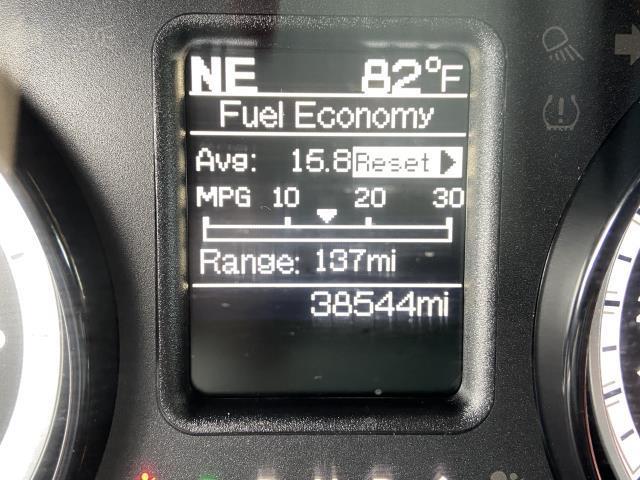 NE 82°F
Fuel Economy
Avg: 15.8 Reset
MPG 10 20 30
Range: 137mi
38544mi